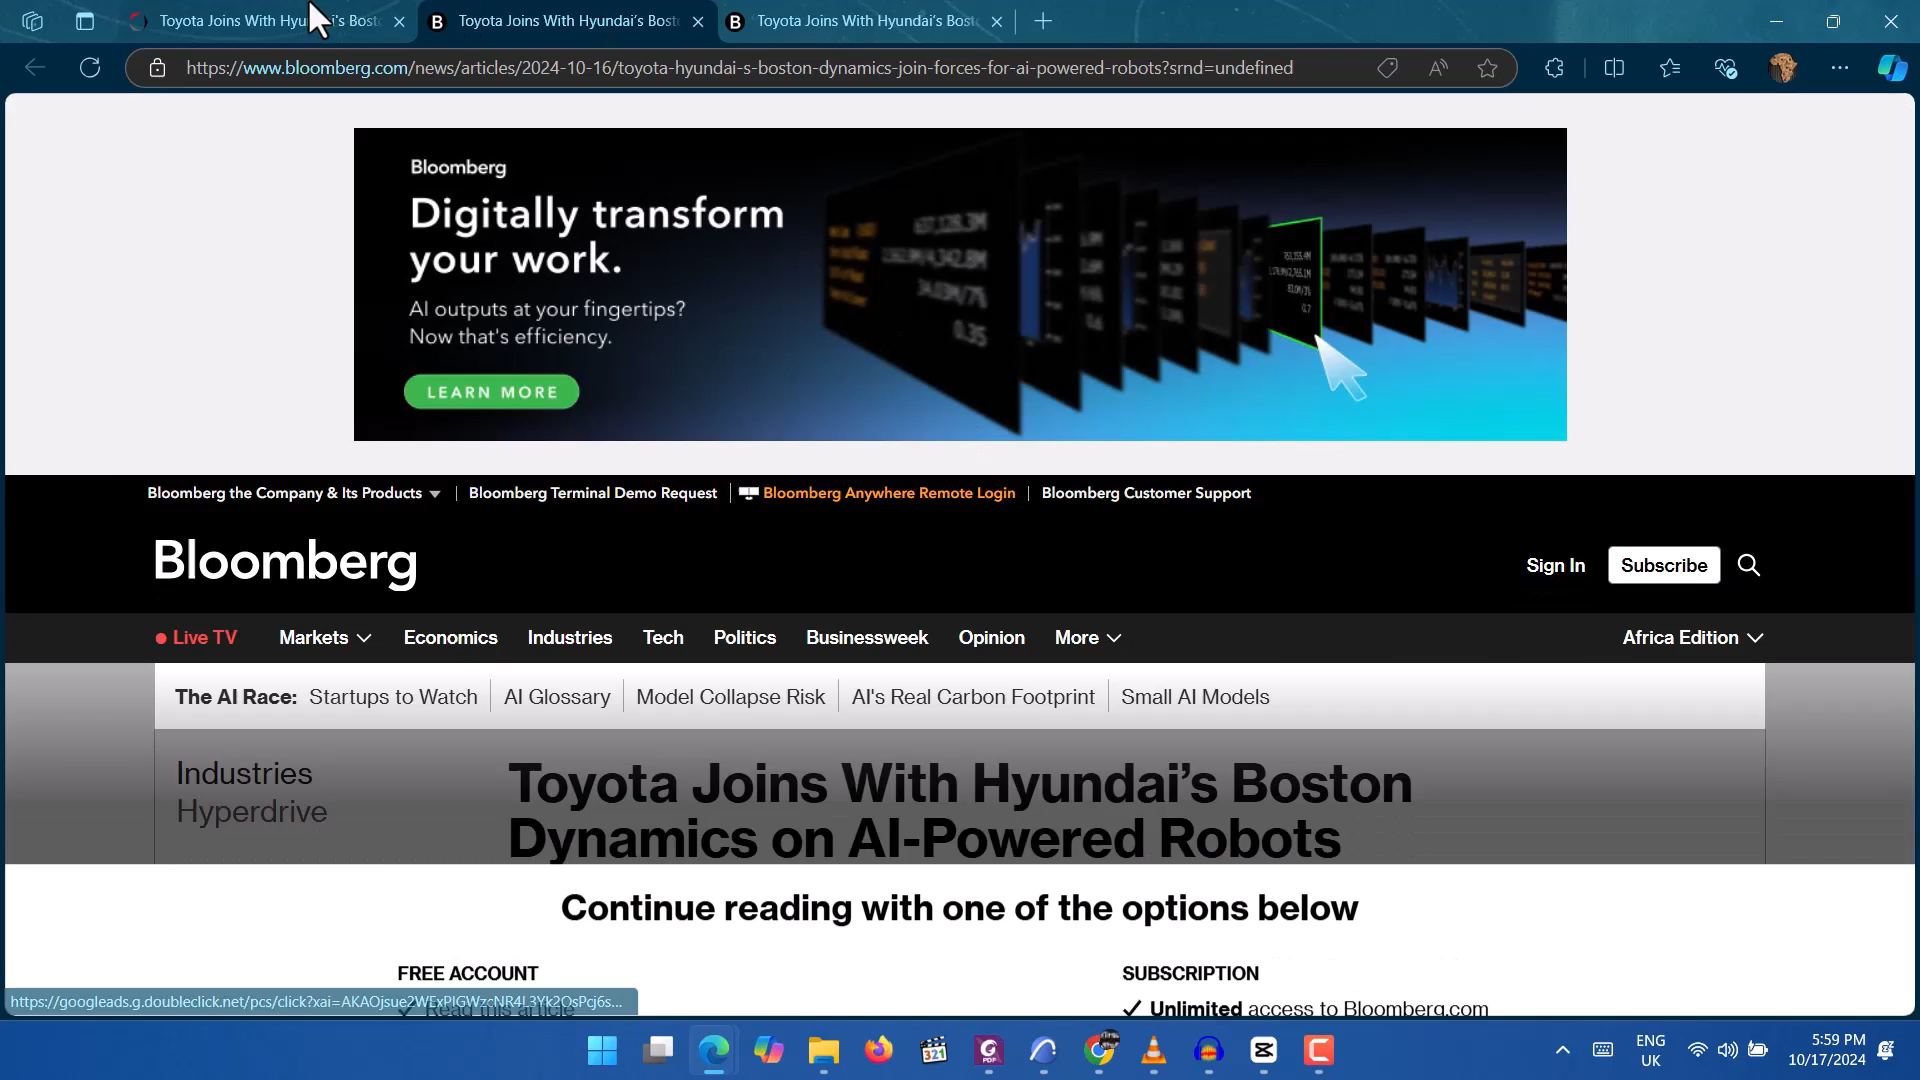 Toyota Joins With Hyundai's Bost
Toyota Joins With Hyundai's Bost
Toyota Joins With Hyundai's Bost
https://www.bloomberg.com/news/articles/2024-10-16/toyota-hyundai-s-boston-dynamics-join-forces-for-ai-powered-robots?srnd=undefined
Bloomberg
Digitally transform
your work.
AI outputs at your fingertips?
Now that's efficiency.
LEARN MORE
Bloomberg the Company & Its Products
Bloomberg Terminal Demo Request
Bloomberg Anywhere Remote Login
Bloomberg Customer Support
Bloomberg
Sign In
Subscribe
Live TV
Markets
Economics
Industries
Tech
Politics
Businessweek
Opinion
More
Africa Edition
The AI Race:
Startups to Watch
AI Glossary
Model Collapse Risk
AI's Real Carbon Footprint
Small AI Models
Industries
Hyperdrive
Toyota Joins With Hyundai’s Boston
Dynamics on AI-Powered Robots
Continue reading with one of the options below
FREE ACCOUNT
SUBSCRIPTION
Read this article
Unlimited access to Bloomberg.com
ENG
UK
5:59 PM
10/17/2024